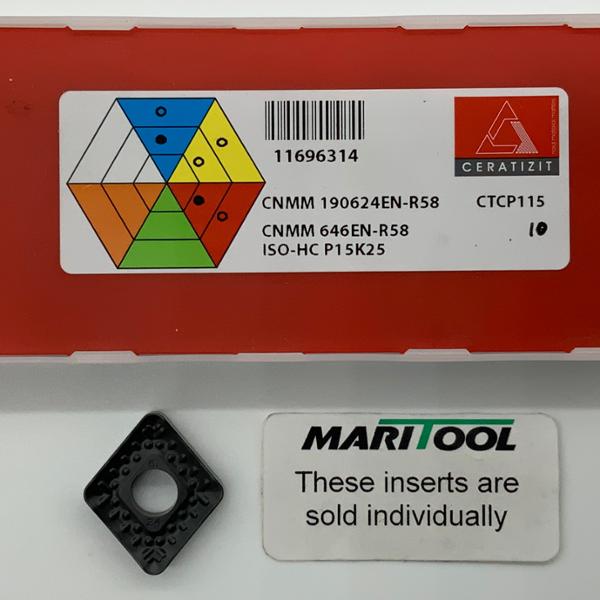 11696314
CERATIZIT
CNMM 190624EN-R58 CTCP115
CNMM 646EN-R58 10
ISO-HC P15K25
MARITOOL
These inserts are
sold individually